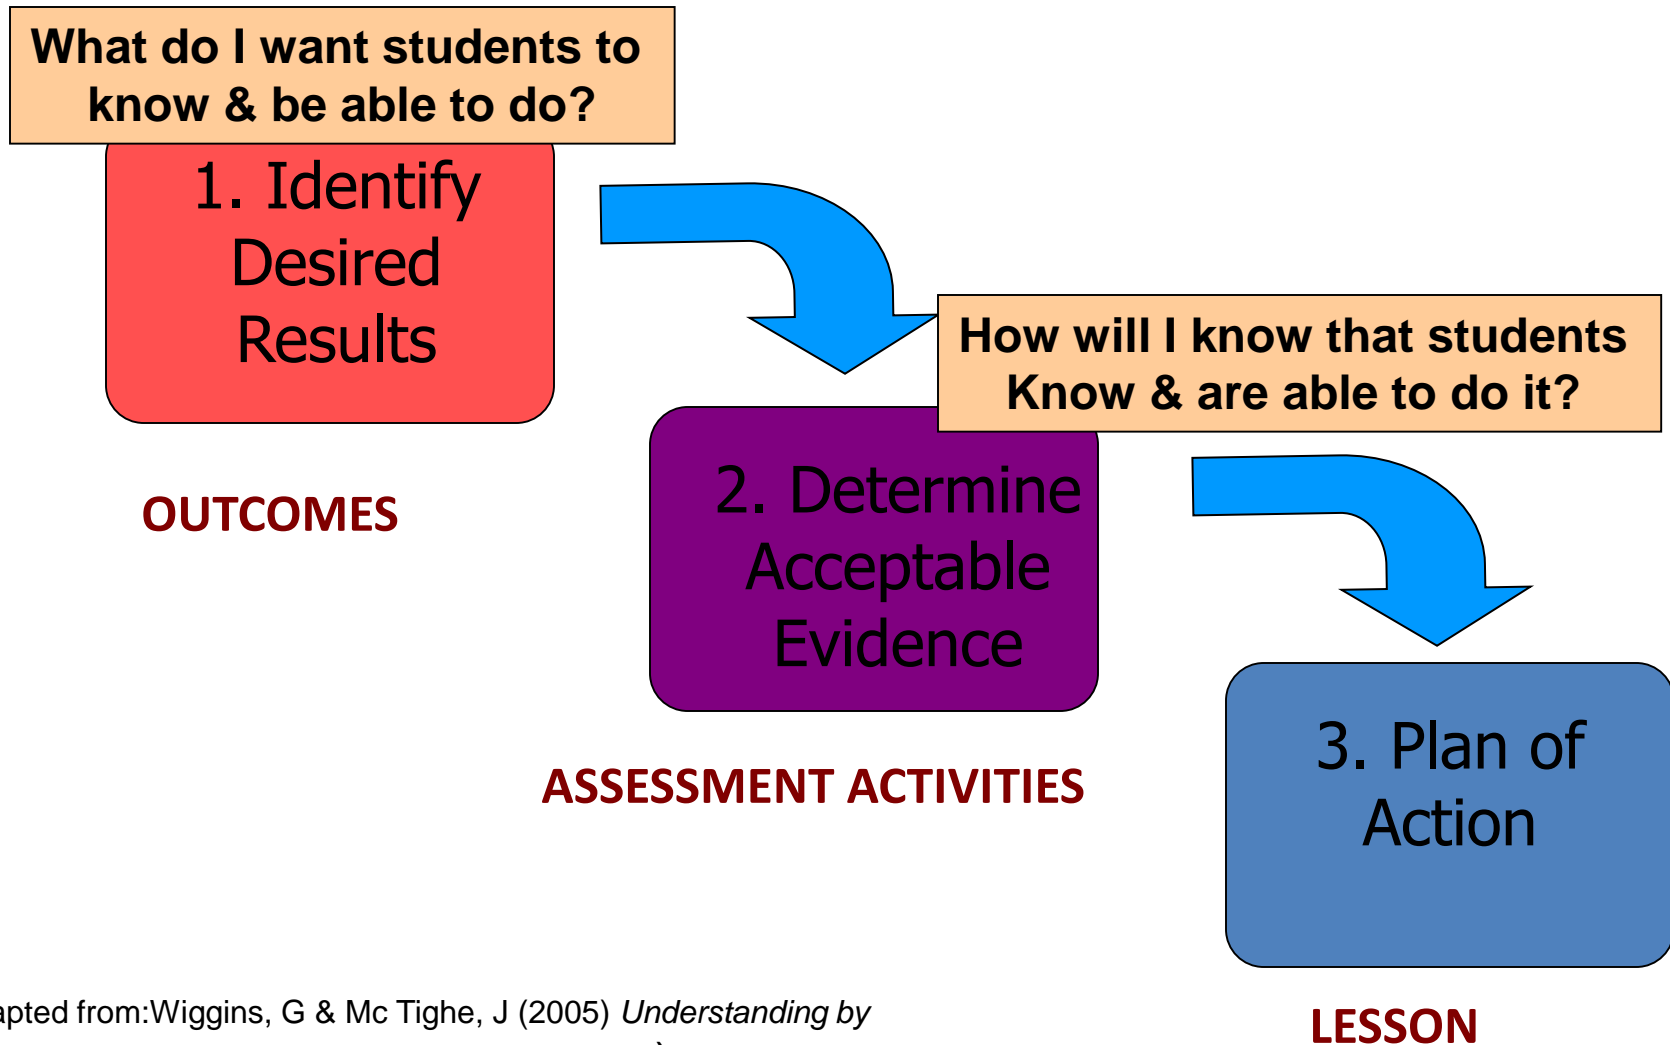 What do I want students to
know & be able to do?
1. Identify
Desired
Results
OUTCOMES
How will I know that students
Know & are able to do it?
2. Determine
Acceptable
Evidence
ASSESSMENT ACTIVITIES
3. Plan of
Action
LESSON
from:Wiggins, G & Mc Tighe, J (2005) Understanding by